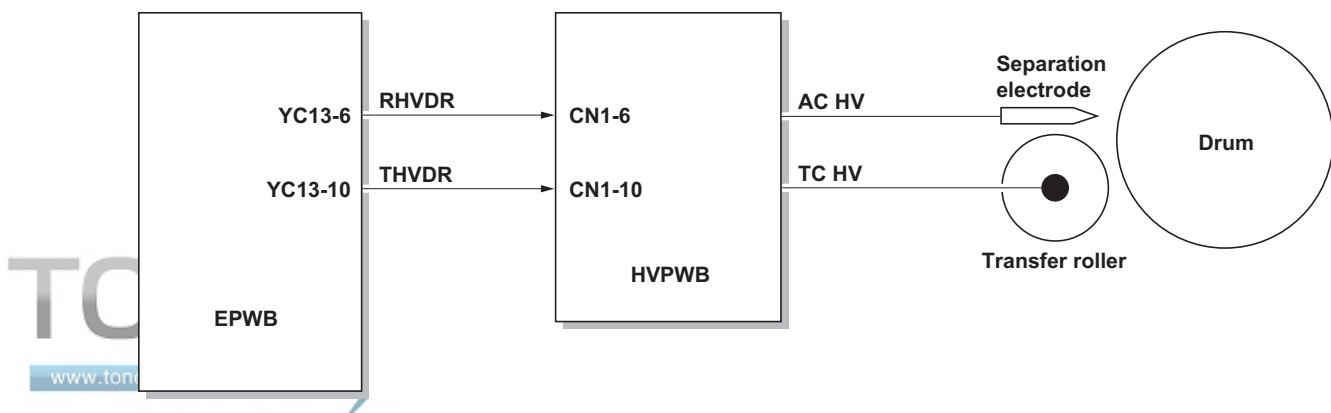 Separation
electrode
RHVDR
AC HV
YC13-6
CN1-6
Drum
THVDR
TC HV
YC13-10
CN1-10
Transfer roller
HVPWB
EPWB